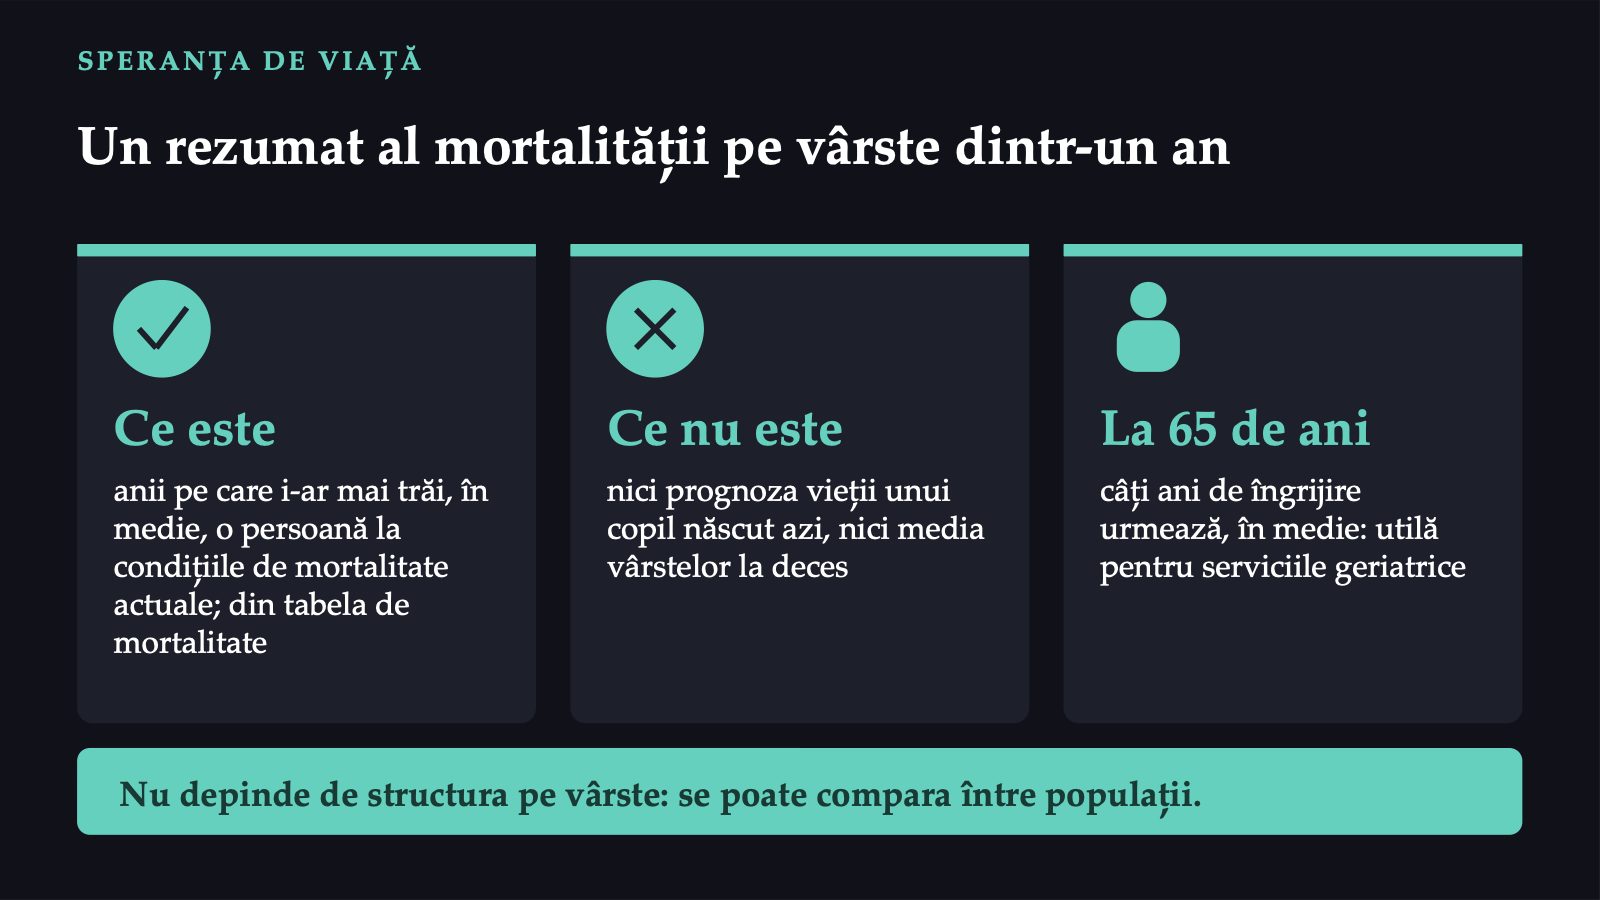 SPERANȚA DE VIAȚĂ
Un rezumat al mortalității pe vârste dintr-un an
Ce este
anii pe care i-ar mai trăi, în
medie, o persoană la
condițiile de mortalitate
actuale; din tabela de
mortalitate
Ce nu este
nici prognoza vieții unui
copil născut azi, nici media
vârstelor la deces
La 65 de ani
câți ani de îngrijire
urmează, în medie: utilă
pentru serviciile geriatrice
Nu depinde de structura pe vârste: se poate compara între populații.